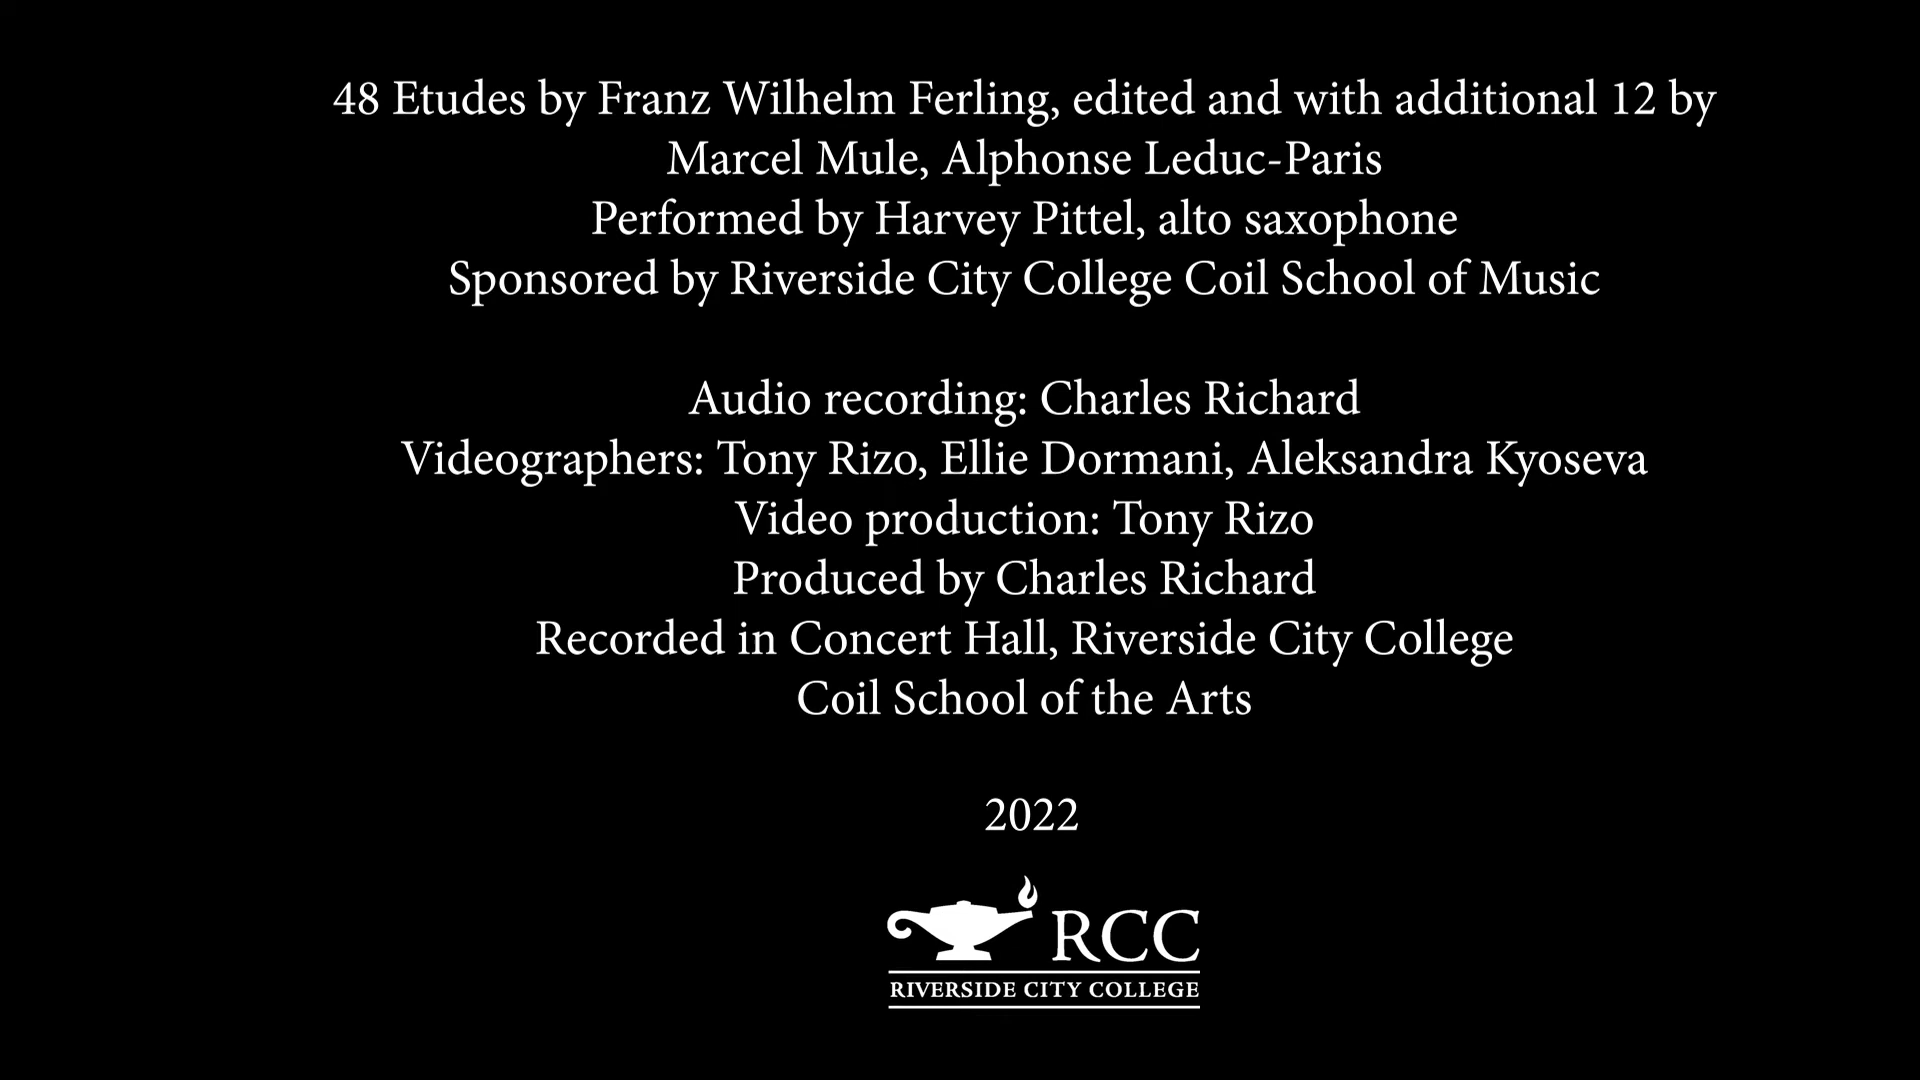 48 Etudes by Franz Wilhelm Ferling, edited and with additional 12 by
Marcel Mule, Alphonse Leduc-Paris
Performed by Harvey Pittel, alto saxophone
Sponsored by Riverside City College Coil School of Music
Audio recording: Charles Richard
Videographers: Tony Rizo, Ellie Dormani, Aleksandra Kyoseva
Video production: Tony Rizo
Produced by Charles Richard
Recorded in Concert Hall, Riverside City College
Coil School of the Arts
2022
RCC
RIVERSIDE CITY COLLEGE